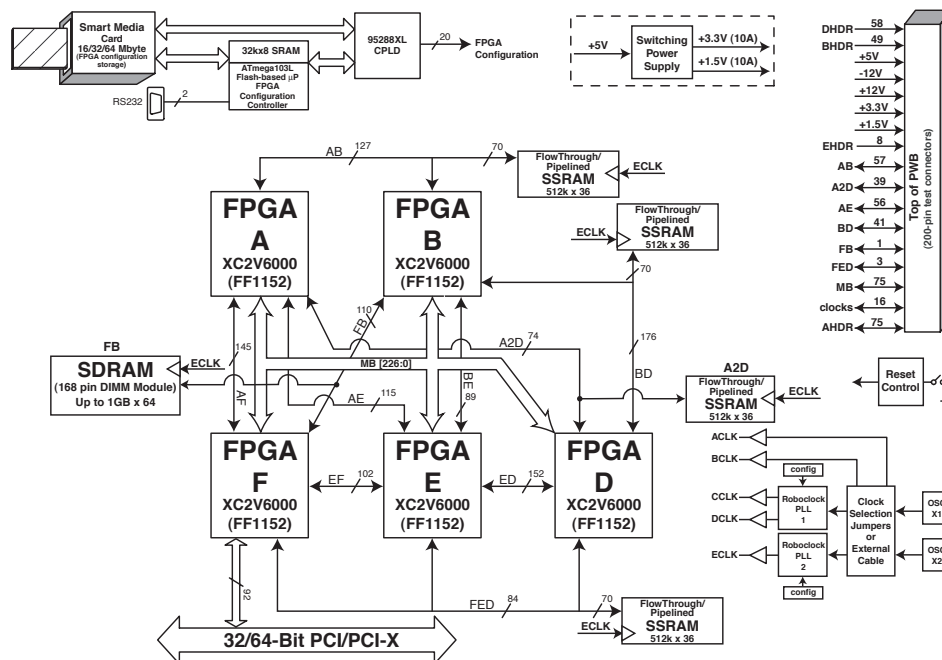 Smart Media
Card
16/32/64 Mbyte
(FPGA configuration
storage)
32kx8 SRAM
ATmega103L
Flash-based µP
FPGA
Configuration
Controller
RS232
2
95288XL
CPLD
20
FPGA
Configuration
+5V
Switching
Power
Supply
+3.3V (10A)
+1.5V (10A)
DHDR 58
BHDR 49
+5V
-12V
+12V
+3.3V
+1.5V
EHDR 8
AB 57
A2D 39
AE 56
BD 41
FB 1
FED 3
MB 75
clocks 16
AHDR 75
Top of PWB
(200-pin test connectors)
AB 127
70
FlowThrough/
Pipelined
SSRAM
512k x 36
ECLK
FlowThrough/
Pipelined
SSRAM
512k x 36
ECLK
70
FPGA
A
XC2V6000
(FF1152)
FPGA
B
XC2V6000
(FF1152)
FB
SDRAM
(168 pin DIMM Module)
Up to 1GB x 64
ECLK
145
AF
FB
110
A2D
74
176
BD
MB [226:0]
AE
115
BE
89
A2D
FlowThrough/
Pipelined
SSRAM
512k x 36
ECLK
Reset
Control
FPGA
F
XC2V6000
(FF1152)
EF
102
FPGA
E
XC2V6000
(FF1152)
ED
152
FPGA
D
XC2V6000
(FF1152)
ACLK
BCLK
CCLK
DCLK
ECLK
config
Roboclock
PLL
1
Roboclock
PLL
2
config
Clock
Selection
Jumpers
or
External
Cable
OSC
X1
OSC
X2
92
FED
84
70
FlowThrough/
Pipelined
SSRAM
512k x 36
ECLK
32/64-Bit PCI/PCI-X